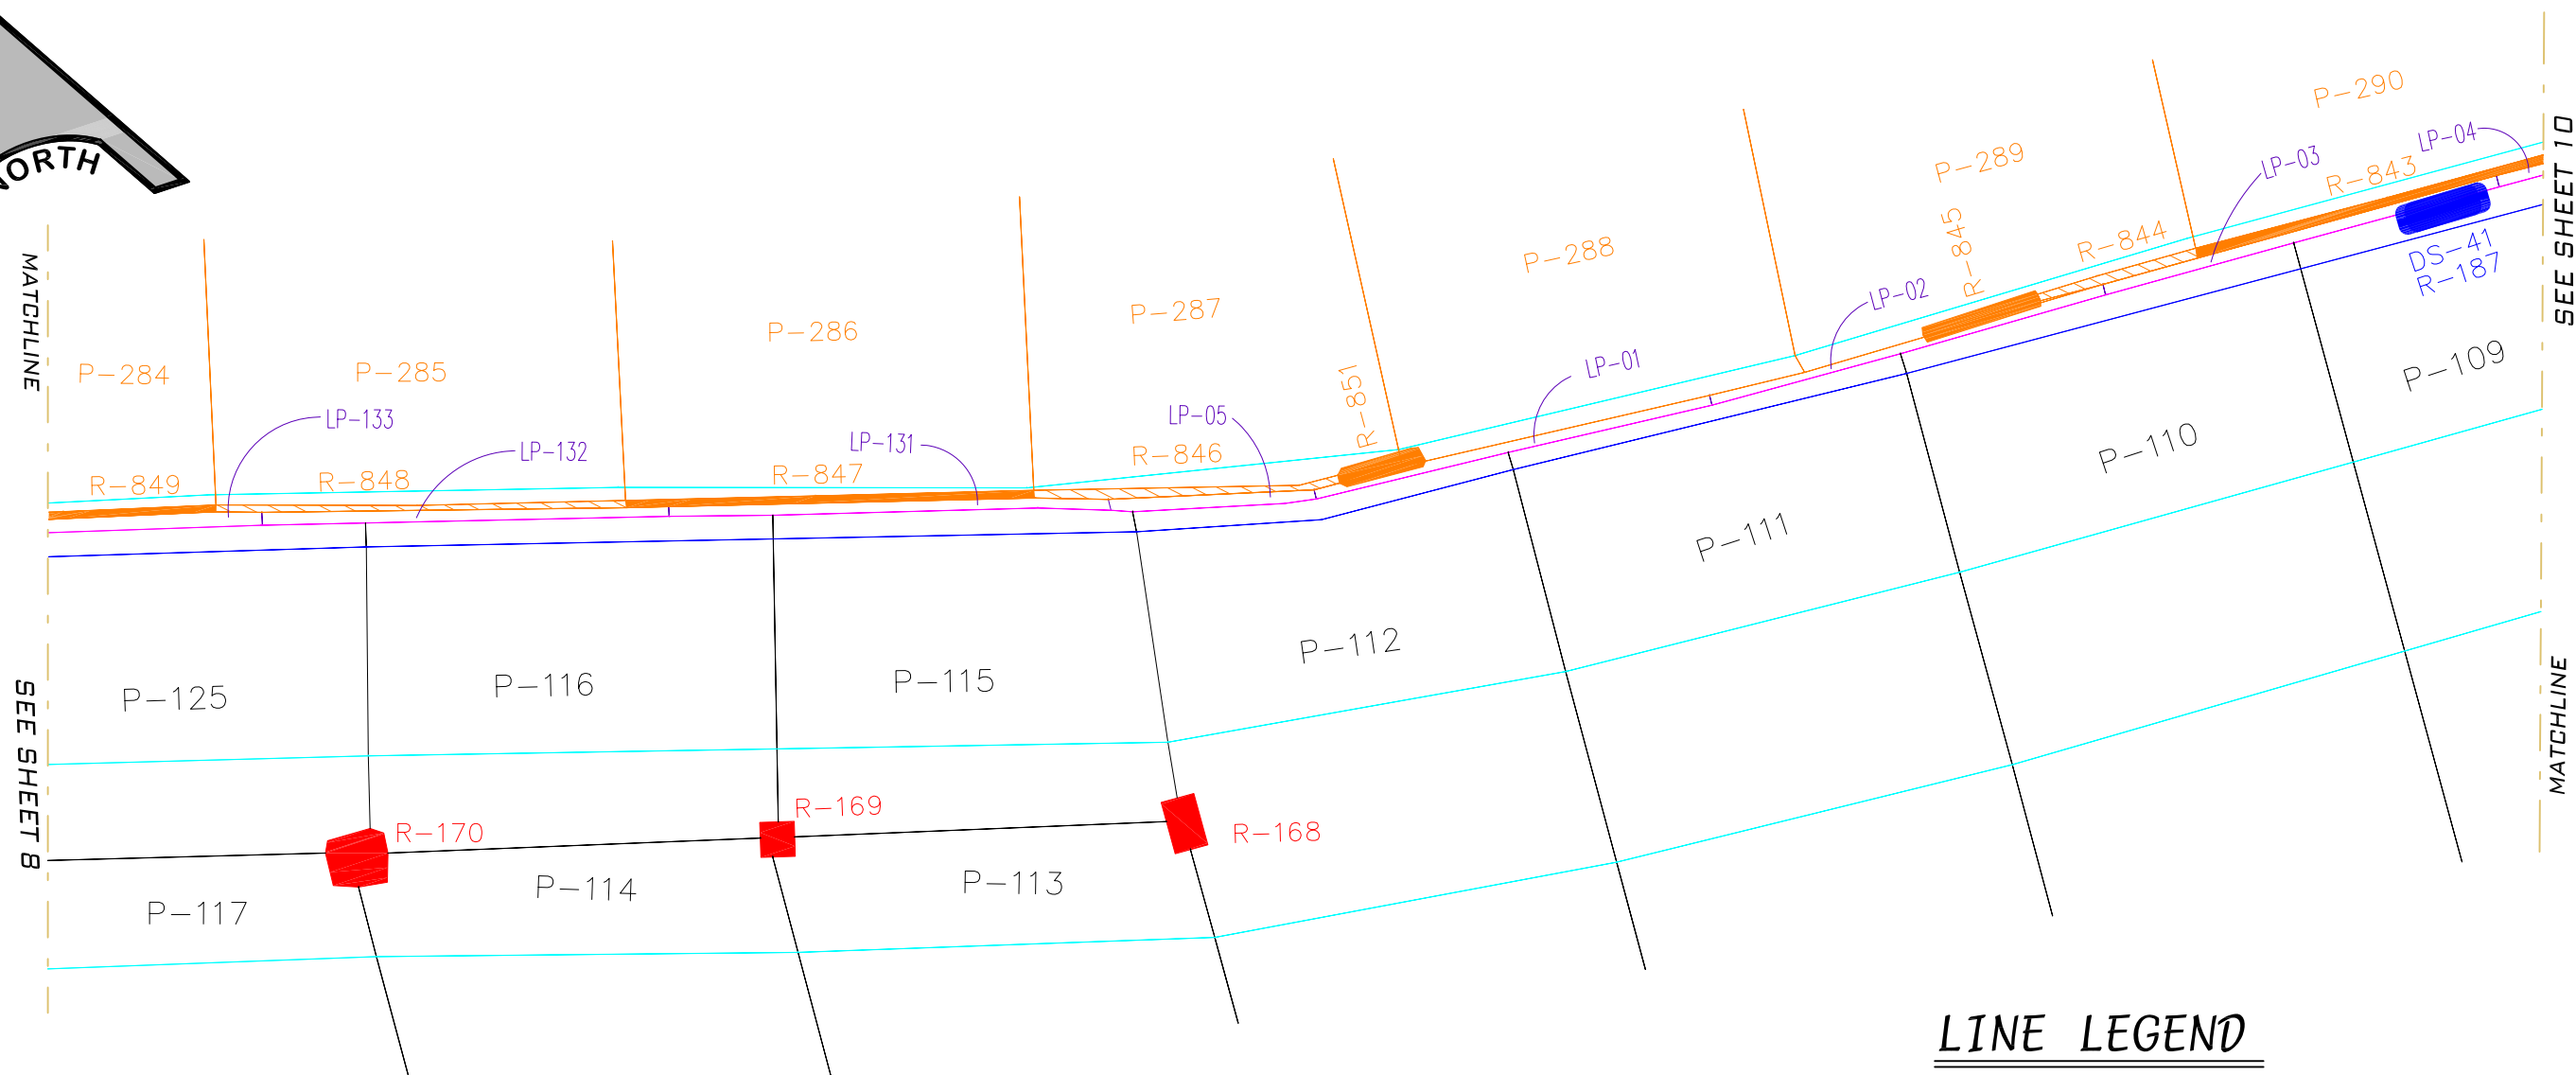 NORTH
MATCHLINE
SEE SHEET 8
P-284
P-285
P-286
P-287
P-288
P-289
P-290
R-849
LP-133
R-848
LP-132
R-847
LP-131
R-846
LP-05
R-851
LP-01
LP-02
R-845
R-844
LP-03
R-843
LP-04
DS-41
R-187
SEE SHEET 10
MATCHLINE
P-125
P-116
P-115
P-112
P-111
P-110
P-109
R-170
R-169
R-168
P-117
P-114
P-113
LINE LEGEND